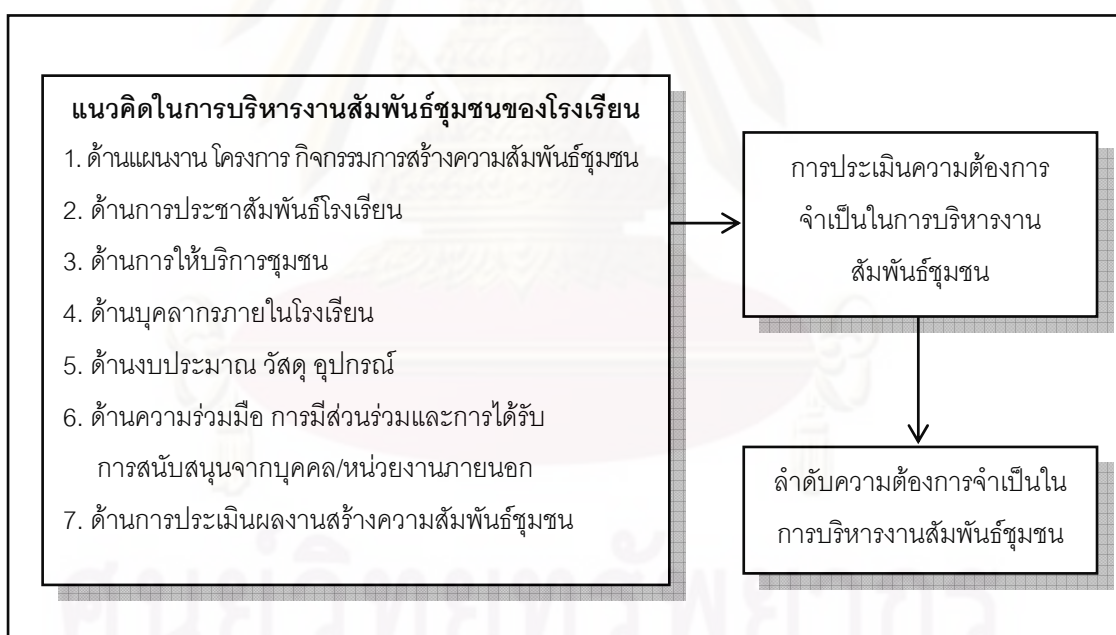 แนวคิดในการบริหารงานสัมพันธ์ชุมชนของโรงเรียน
1. ด้านแผนงาน โครงการ กิจกรรมการสร้างความสัมพันธ์ชุมชน
2. ด้านการประชาสัมพันธ์โรงเรียน
3. ด้านการให้บริการชุมชน
4. ด้านบุคลากรภายในโรงเรียน
5. ด้านงบประมาณ วัสดุ อุปกรณ์
6. ด้านความร่วมมือ การมีส่วนร่วมและการได้รับ
การสนับสนุนจากบุคคล/หน่วยงานภายนอก
7. ด้านการประเมินผลงานสร้างความสัมพันธ์ชุมชน
การประเมินความต้องการ
จำเป็นในการบริหารงาน
สัมพันธ์ชุมชน
ลำดับความต้องการจำเป็นใน
การบริหารงานสัมพันธ์ชุมชน
ศูนย์วิทยทรัพยากร